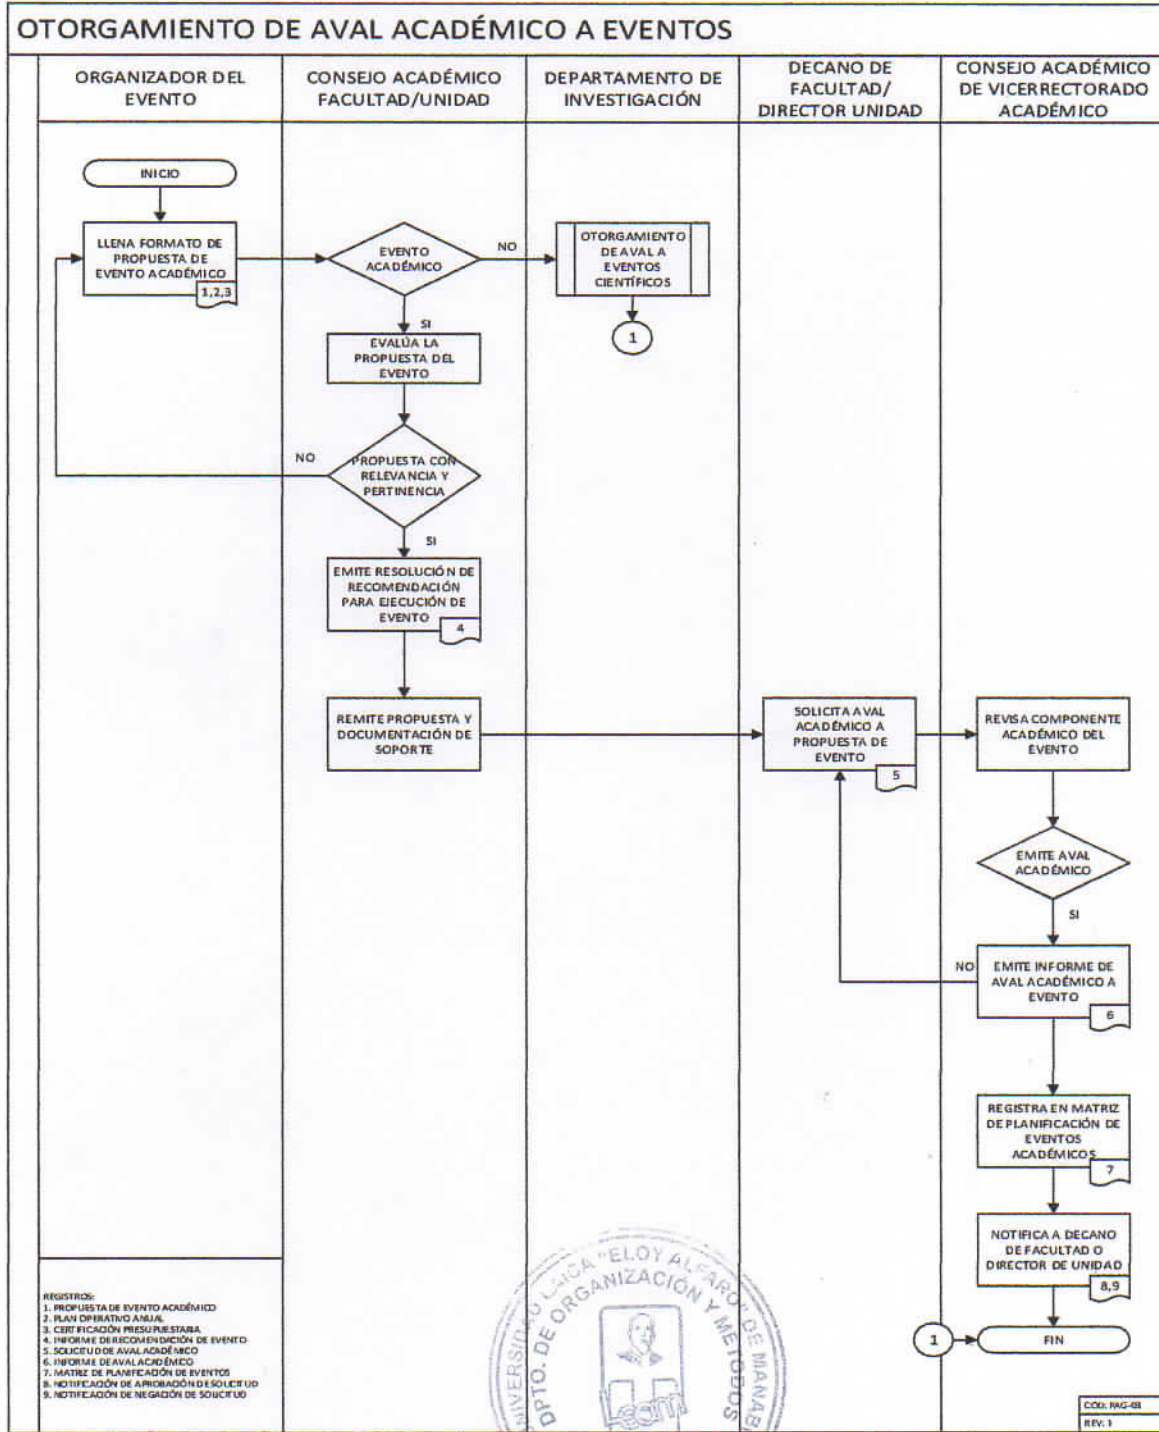 OTORGAMIENTO DE AVAL ACADÉMICO A EVENTOS
ORGANIZADOR DEL
EVENTO
CONSEJO ACADÉMICO
FACULTAD/UNIDAD
DEPARTAMENTO DE
INVESTIGACIÓN
DECANO DE
FACULTAD/
DIRECTOR UNIDAD
CONSEJO ACADÉMICO
DE VICERRECTORADO
ACADÉMICO
INICIO
LLENA FORMATO DE
PROPUESTA DE
EVENTO ACADÉMICO
1,2,3
EVENTO
ACADÉMICO
NO
OTORGAMIENTO
DE AVAL A
EVENTOS
CIENTÍFICOS
1
SI
EVALÚA LA
PROPUESTA DEL
EVENTO
NO
PROPUESTA CON
RELEVANCIA Y
PERTINENCIA
SI
EMITE RESOLUCIÓN DE
RECOMENDACIÓN
PARA EJECUCIÓN DE
EVENTO
4
REMITE PROPUESTA Y
DOCUMENTACIÓN DE
SOPORTE
SOLICITA AVAL
ACADÉMICO A
PROPUESTA DE
EVENTO
5
REVISA COMPONENTE
ACADÉMICO DEL
EVENTO
EMITE AVAL
ACADÉMICO
SI
NO
EMITE INFORME DE
AVAL ACADÉMICO A
EVENTO
6
REGISTRA EN MATRIZ
DE PLANIFICACIÓN DE
EVENTOS
ACADÉMICOS
7
NOTIFICA A DECANO
DE FACULTAD O
DIRECTOR DE UNIDAD
8,9
1
FIN
REGISTROS:
1. PROPUESTA DE EVENTO ACADÉMICO
2. PLAN OPERATIVO ANUAL
3. CERTIFICACIÓN PRESUPUESTARIA
4. INFORME DE RECOMENDACIÓN DE EVENTO
5. SOLICITUD DE AVAL ACADÉMICO
6. INFORME DE AVAL ACADÉMICO
7. MATRIZ DE PLANIFICACIÓN DE EVENTOS
8. NOTIFICACIÓN DE APROBACIÓN DE SOLICITUD
9. NOTIFICACIÓN DE NEGACIÓN DE SOLICITUD
"ELOY ALFARO" DE MANABÍ
DPTO. DE ORGANIZACIÓN Y METODOS
COD: PAG-03
REV: 1